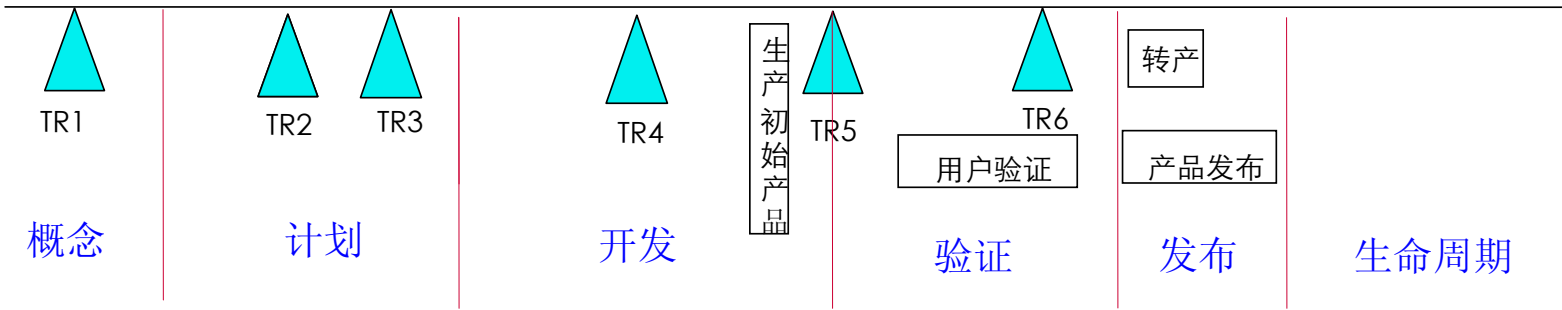 TR1
TR2
TR3
TR4
生产初始产品
TR5
TR6
用户验证
转产
产品发布
概念
计划
开发
验证
发布
生命周期